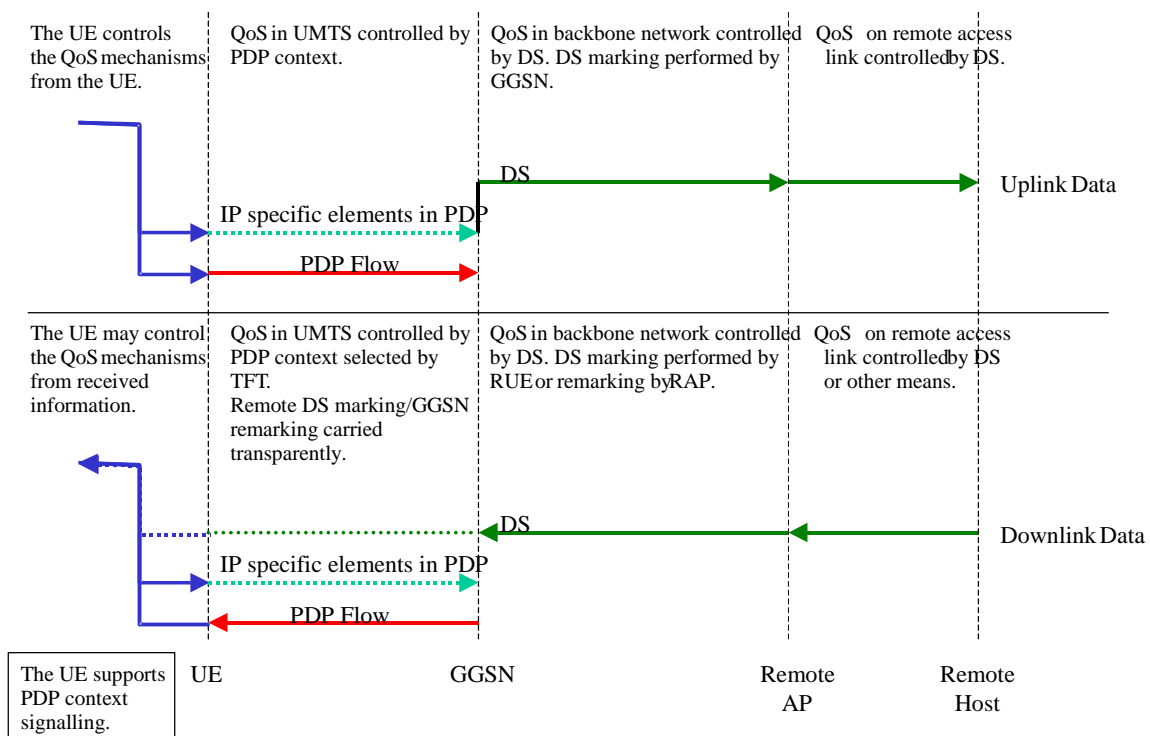 The UE controls
the QoS mechanisms
from the UE.
QoS in UMTS controlled by
PDP context.
QoS in backbone network controlled
by DS. DS marking performed by
GGSN.
QoS on remote access
link controlled by DS.
DS
Uplink Data
IP specific elements in PDP
PDP Flow
The UE may control
the QoS mechanisms
from received
information.
QoS in UMTS controlled by
PDP context selected by
TFT.
Remote DS marking/GGSN
remarking carried
transparently.
QoS in backbone network controlled
by DS. DS marking performed by
RUE or remarking by RAP.
QoS on remote access
link controlled by DS
or other means.
DS
Downlink Data
IP specific elements in PDP
PDP Flow
The UE supports
PDP context
signalling.
UE
GGSN
Remote
AP
Remote
Host